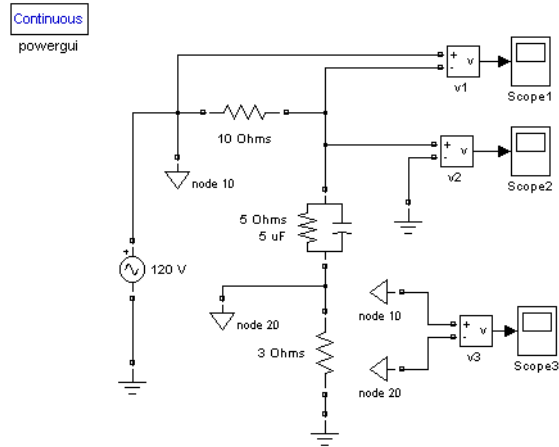 Continuous
powergui
+
-
v
v1
Scope1
10 Ohms
+
-
v
v2
Scope2
node 10
5 Ohms
5 uF
+
120 V
node 20
node 10
3 Ohms
+
-
v
v3
Scope3
node 20